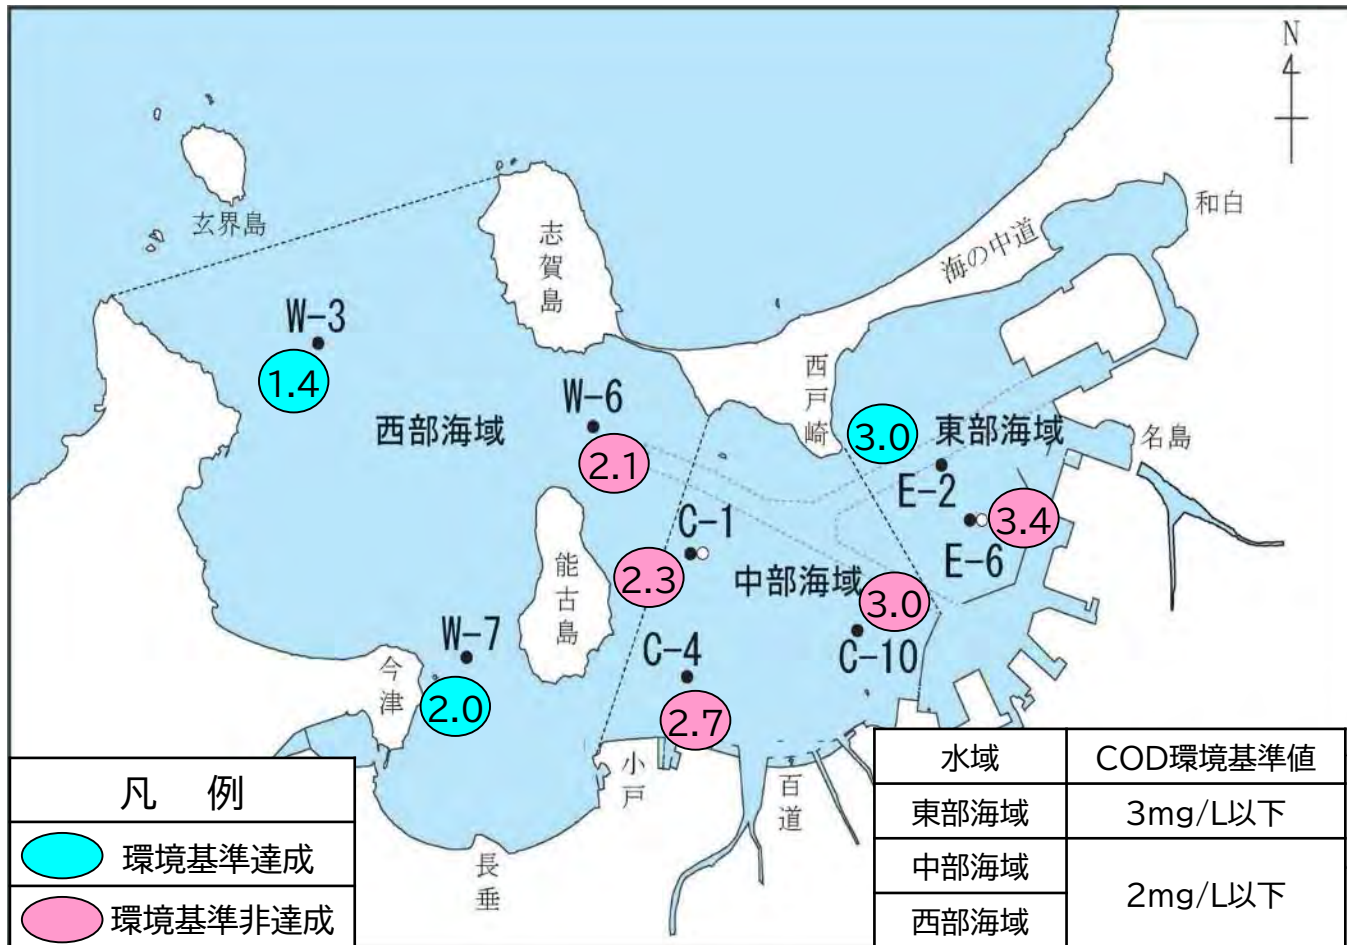 N
4
和白
玄界島
志賀島
海の中道
W-3
1.4
西戸崎
W-6
西部海域
2.1
3.0
東部海域
名島
E-2
3.4
E-6
C-1
2.3
能古島
中部海域
3.0
C-10
W-7
C-4
今津
2.0
2.7
小戸
百道
長垂
凡 例
環境基準達成
環境基準非達成
水域 COD環境基準値
東部海域 3mg/L以下
中部海域
2mg/L以下
西部海域